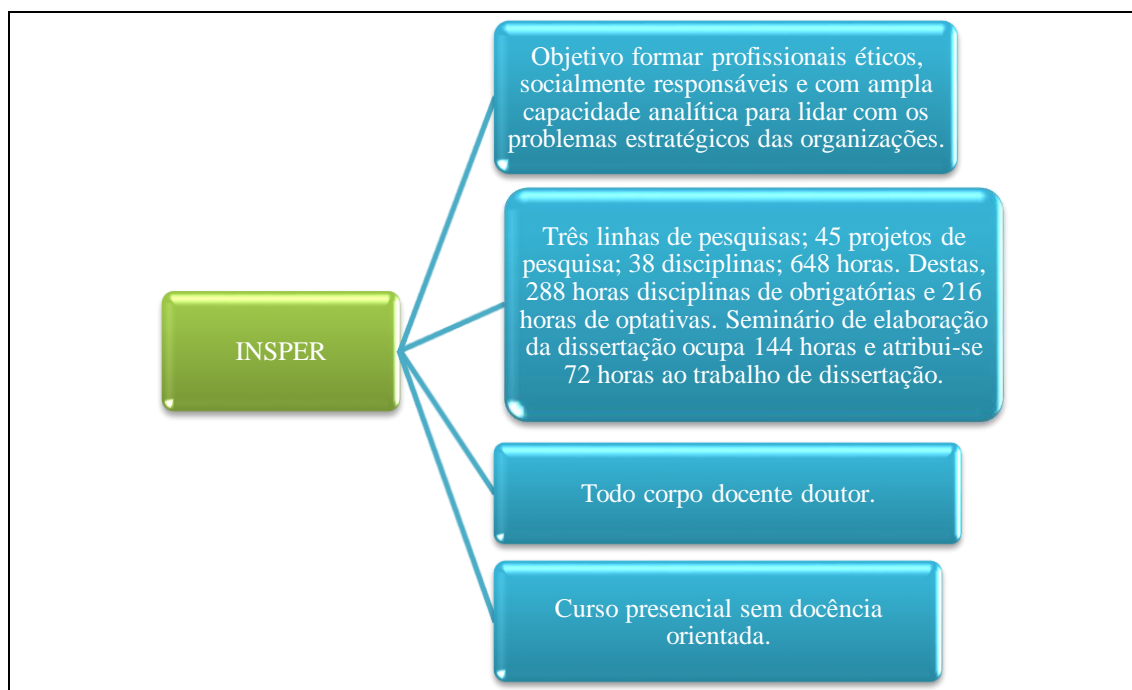 Objetivo formar profissionais éticos,
socialmente responsáveis e com ampla
capacidade analítica para lidar com os
problemas estratégicos das organizações.
Três linhas de pesquisas; 45 projetos de
pesquisa; 38 disciplinas; 648 horas. Destas,
288 horas disciplinas de obrigatórias e 216
horas de optativas. Seminário de elaboração
da dissertação ocupa 144 horas e atribui-se
72 horas ao trabalho de dissertação.
INSPER
Todo corpo docente doutor.
Curso presencial sem docência
orientada.